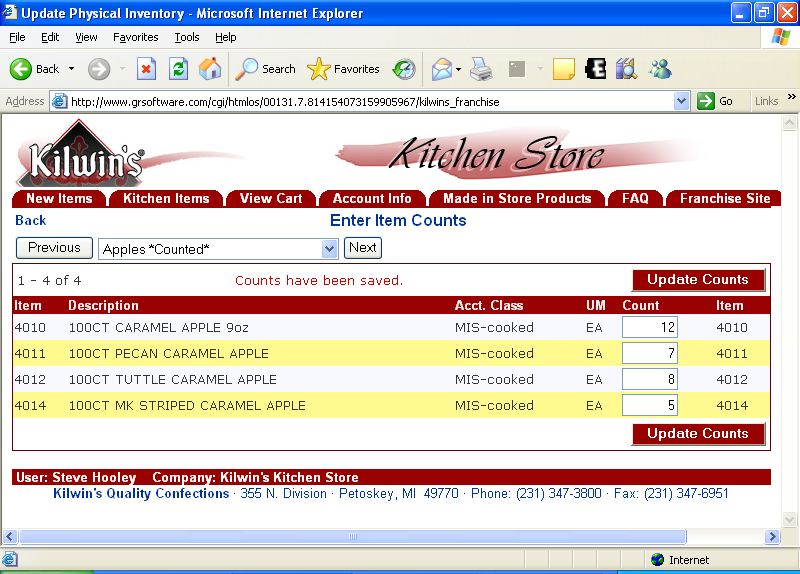 Update Physical Inventory - Microsoft Internet Explorer
File Edit View Favorites Tools Help
Back Search Favorites
Address http://www.grsoftware.com/cgi/htmlos/00131.7.814154073159905967/kilwins_franchise Go Links »
Kilwin's® Kitchen Store
New Items Kitchen Items View Cart Account Info Made in Store Products FAQ Franchise Site
Back Enter Item Counts
Previous Apples *Counted* Next
1 - 4 of 4 Counts have been saved. Update Counts
Item Description Acct. Class UM Count Item
4010 100CT CARAMEL APPLE 9oz MIS-cooked EA 12 4010
4011 100CT PECAN CARAMEL APPLE MIS-cooked EA 7 4011
4012 100CT TUTTLE CARAMEL APPLE MIS-cooked EA 8 4012
4014 100CT MK STRIPED CARAMEL APPLE MIS-cooked EA 5 4014
Update Counts
User: Steve Hooley Company: Kilwin's Kitchen Store
Kilwin's Quality Confections · 355 N. Division · Petoskey, MI 49770 · Phone: (231) 347-3800 · Fax: (231) 347-6951
Internet